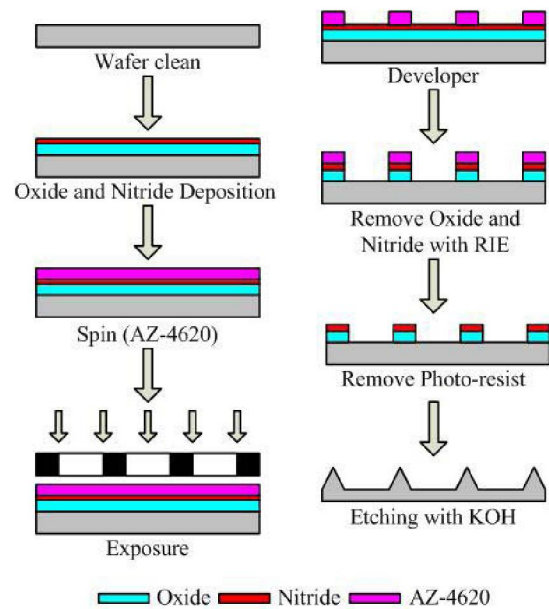 Wafer clean
Oxide and Nitride Deposition
Spin (AZ-4620)
Exposure
Developer
Remove Oxide and
Nitride with RIE
Remove Photo-resist
Etching with KOH
Oxide Nitride AZ-4620